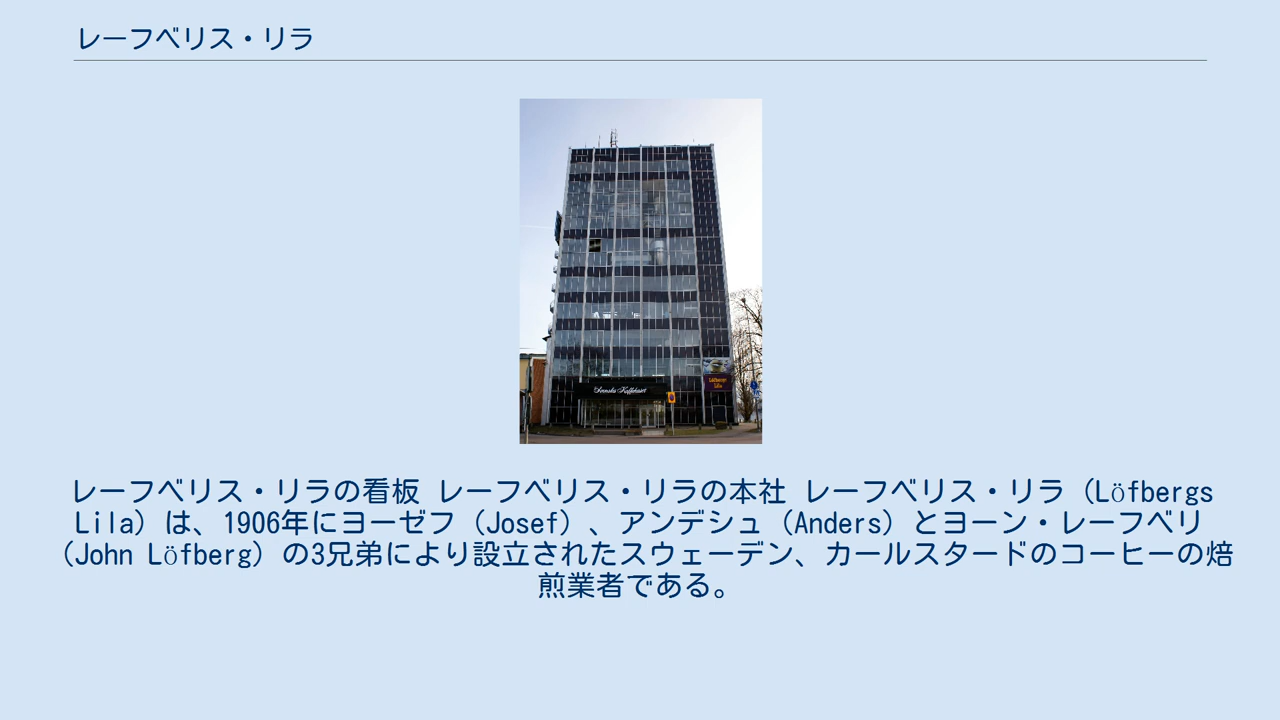 レーフベリス・リラ
Löfbergs
Lila
レーフベリス・リラの看板 レーフベリス・リラの本社 レーフベリス・リラ（Löfbergs
Lila）は、1906年にヨーゼフ（Josef）、アンデシュ（Anders）とヨーン・レーフベリ
（John Löfberg）の3兄弟により設立されたスウェーデン、カールスタードのコーヒーの焙
煎業者である。